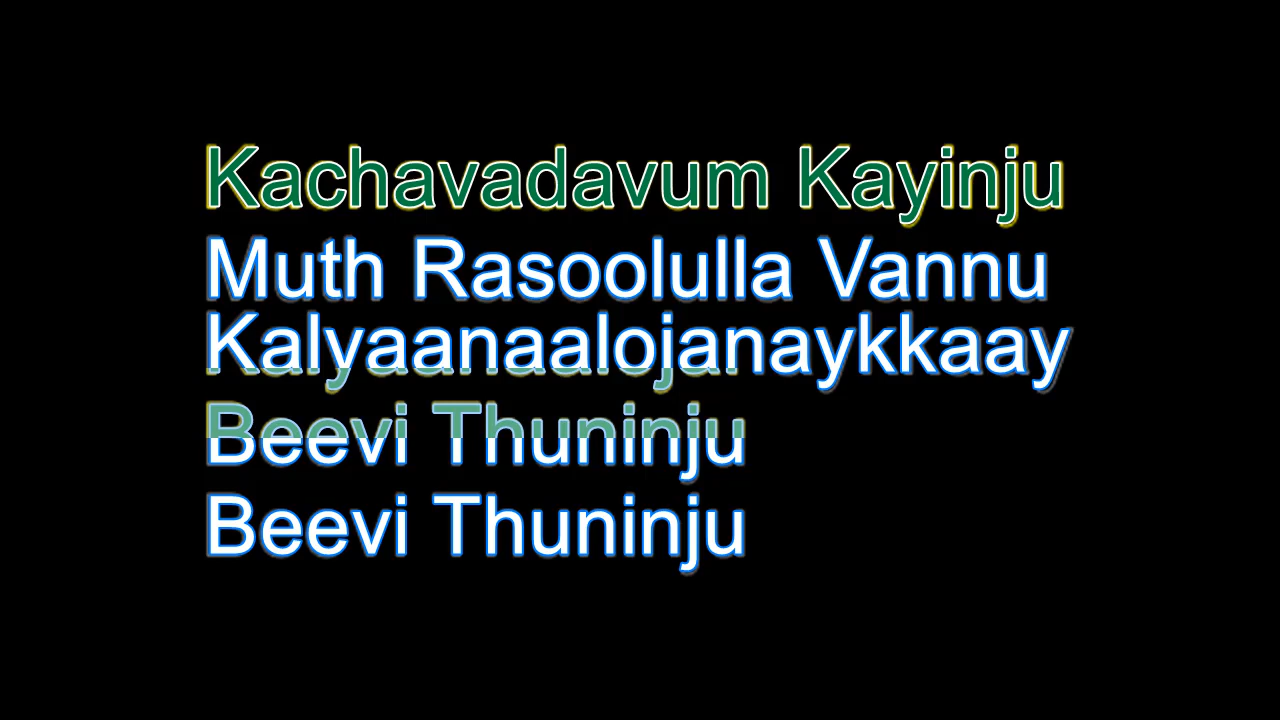 Kachavadavum Kayinju
Muth Rasoolulla Vannu
Kalyaanaalojanaykkaay
Beevi Thuninju
Beevi Thuninju